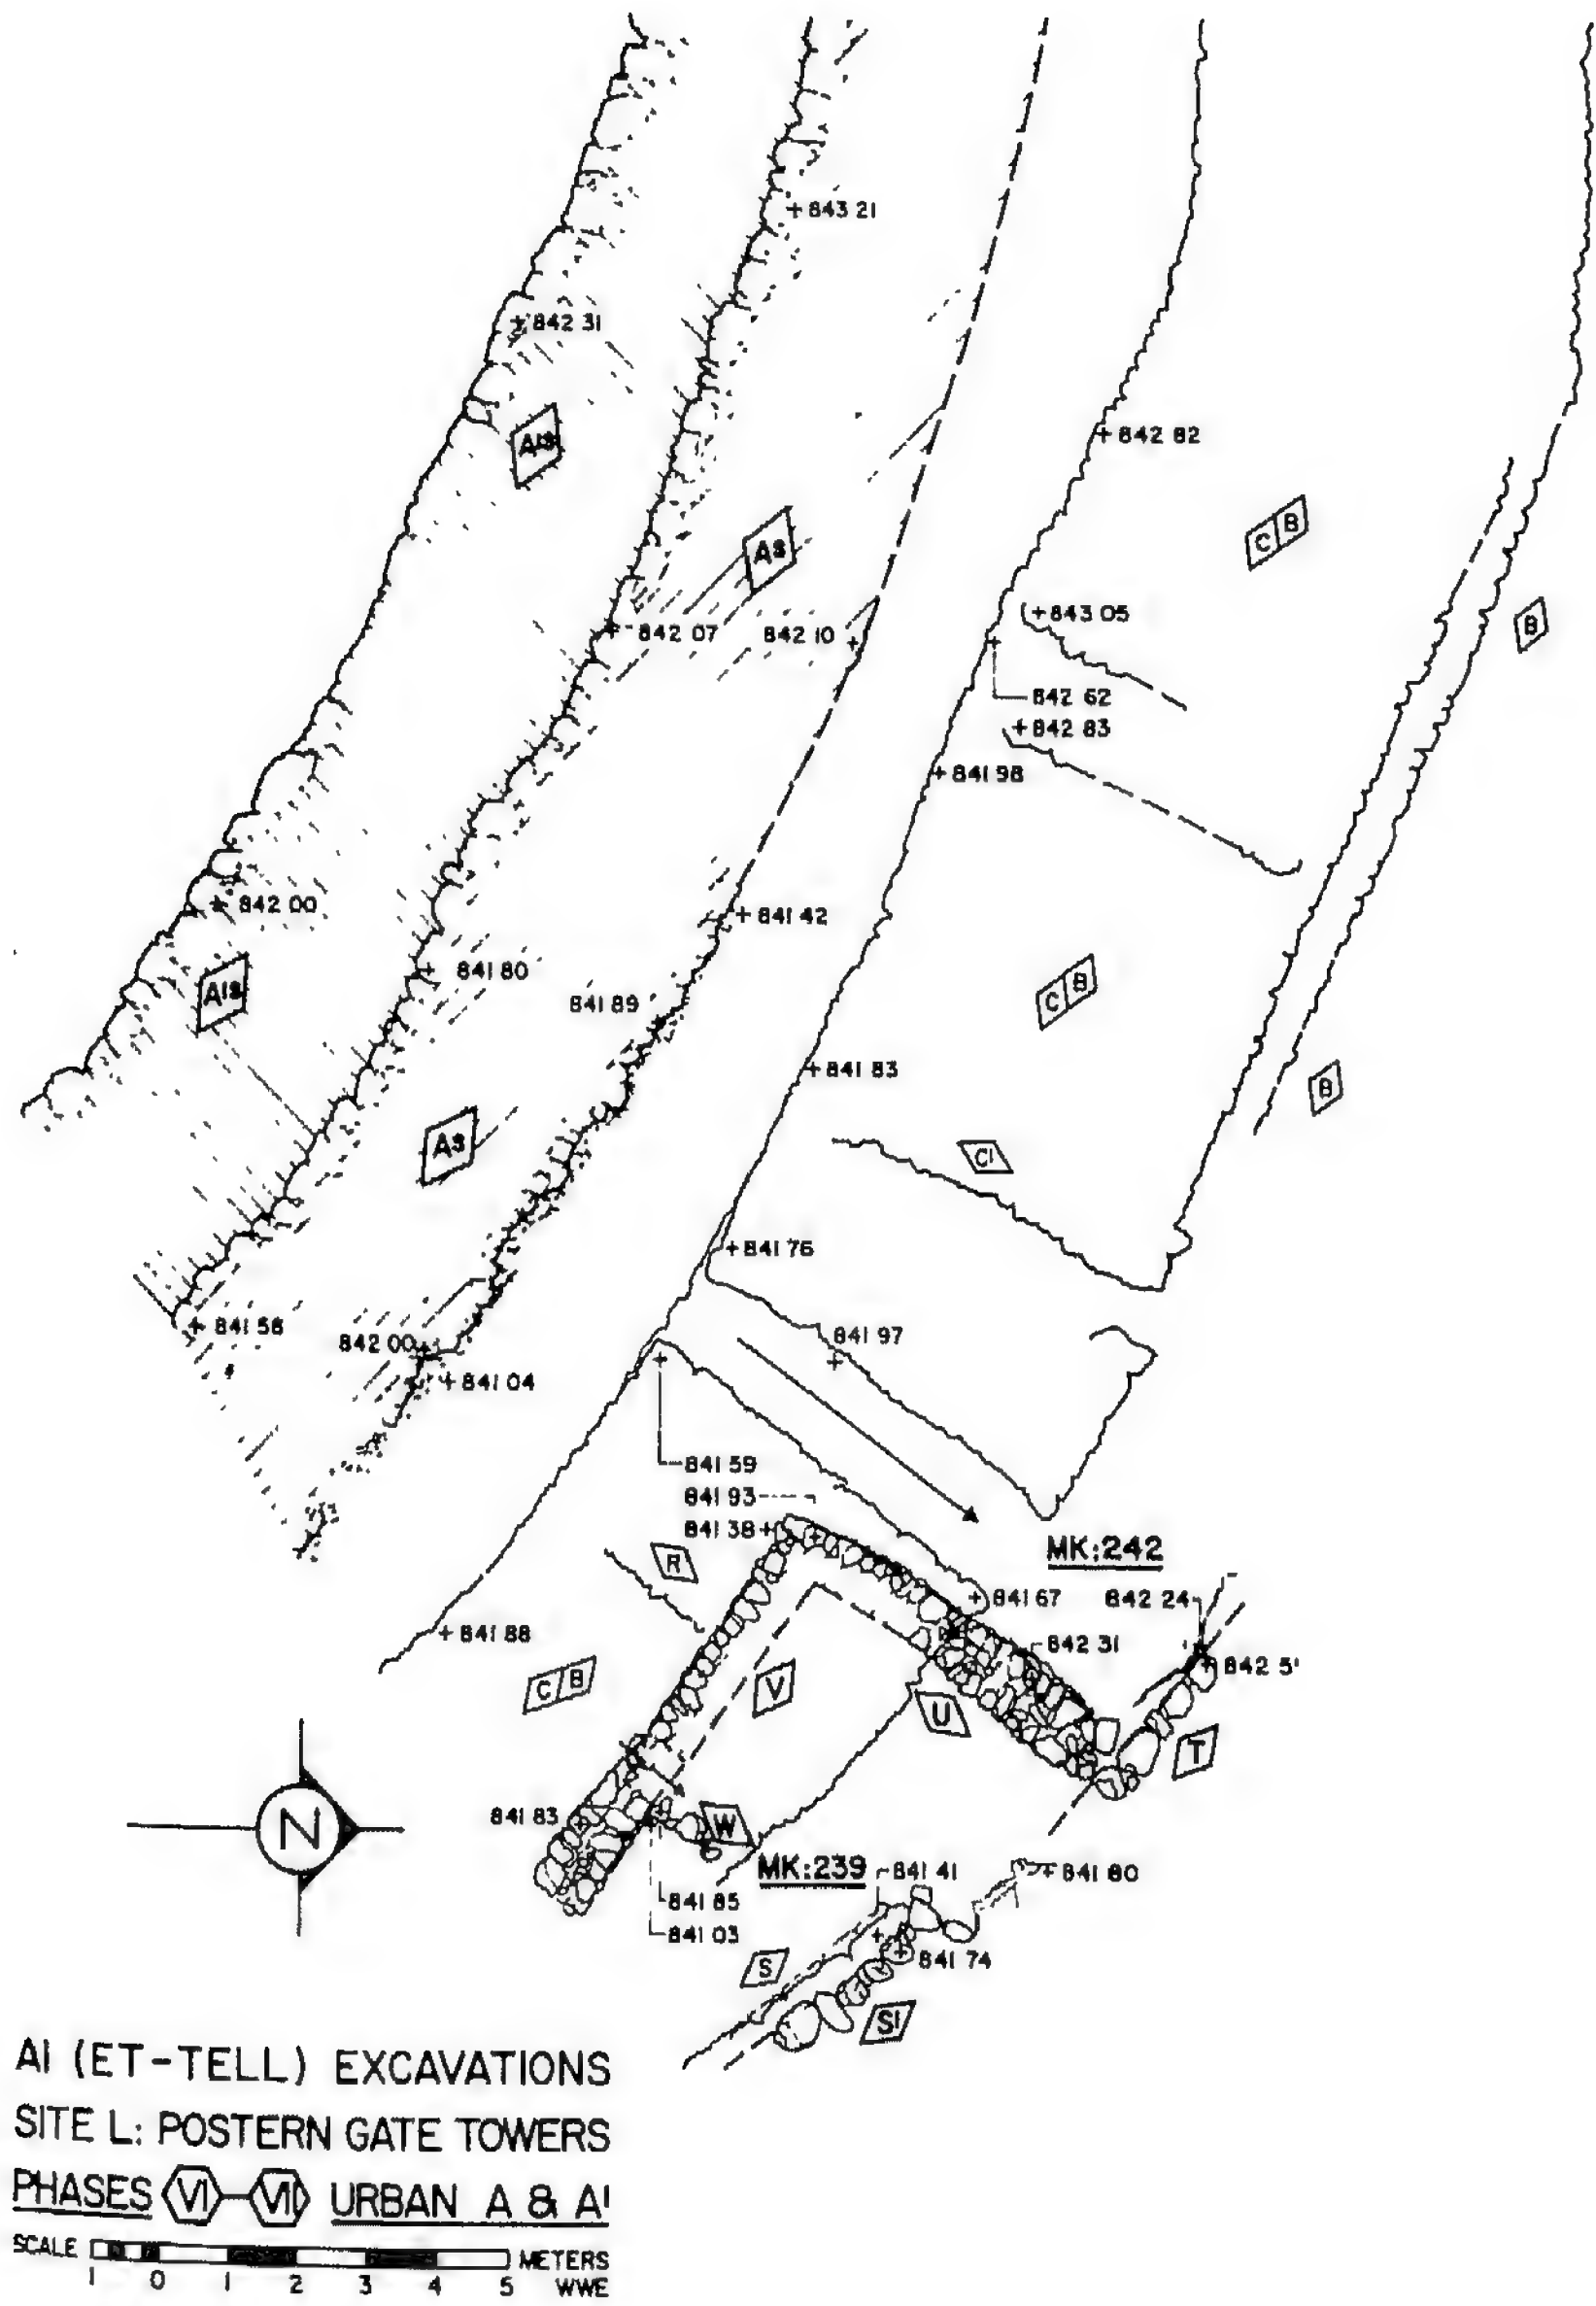 +843 21
+842 31
A13
+842 82
C B
A3
+843 05
B
+842 07
842 10
842 62
+842 83
+841 98
+842 00
+841 42
+841 80
A13
841 89
C B
+841 83
B
A3
C1
+841 76
+841 56
842 00
841 97
+841 04
841 59
841 93
841 38+
MK:242
R
+841 67
842 24
+841 88
842 31
842 5
C B
V
U
T
841 83
W
N
MK:239
841 41
+841 80
841 85
841 03
S
841 74
S1
AI (ET-TELL) EXCAVATIONS
SITE L: POSTERN GATE TOWERS
PHASES VI-VII URBAN A & A1
SCALE METERS
1 0 1 2 3 4 5 WWE